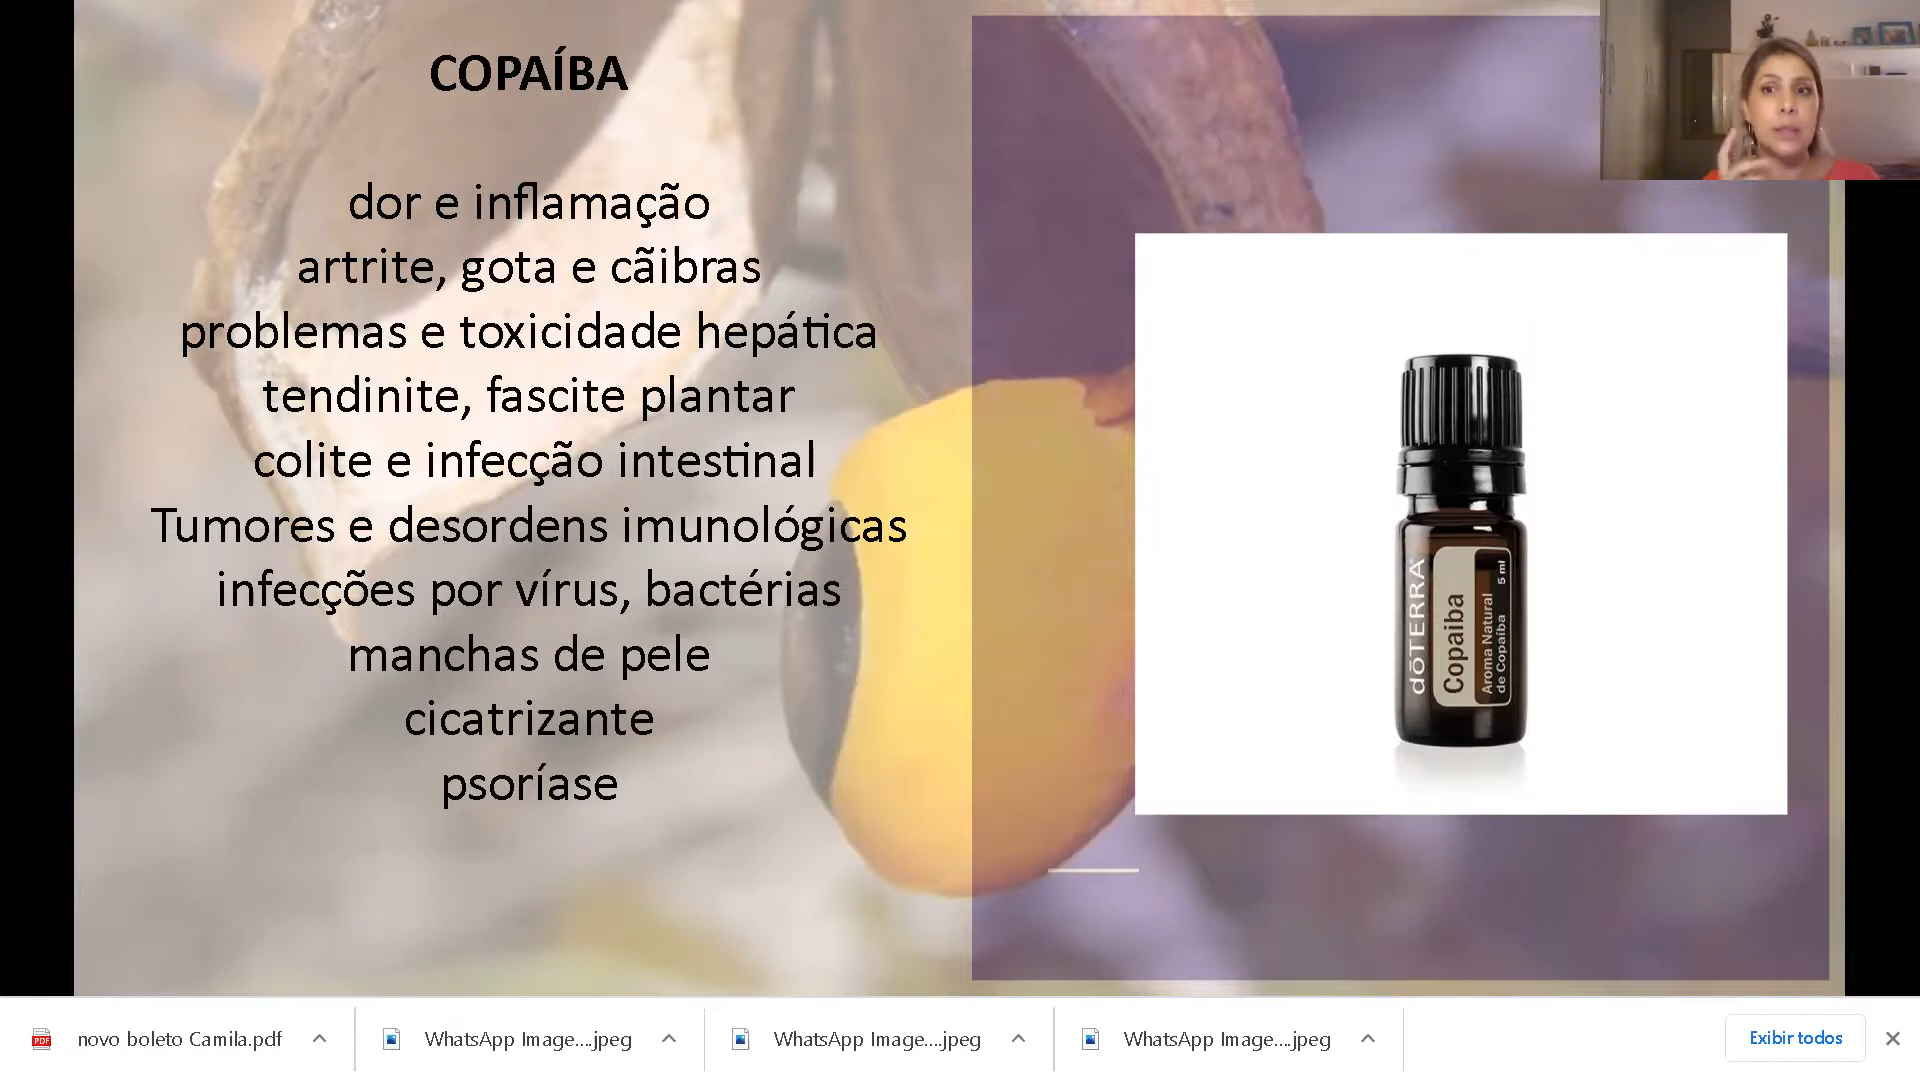 COPAÍBA
dor e inflamação
artrite, gota e cãibras
problemas e toxicidade hepática
tendinite, fascite plantar
colite e infecção intestinal
Tumores e desordens imunológicas
infecções por vírus, bactérias
manchas de pele
cicatrizante
psoríase
dōTERRA
Copaiba
Aroma Natural
de Copaíba
5 ml
novo boleto Camila.pdf
WhatsApp Image....jpeg
WhatsApp Image....jpeg
WhatsApp Image....jpeg
Exibir todos
PDF